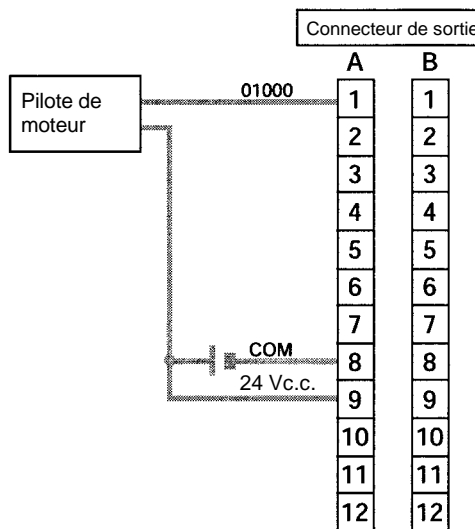 Connecteur de sortie
A B
Pilote de
moteur
01000
1 1
2 2
3 3
4 4
5 5
6 6
7 7
COM
8 8
24 Vc.c.
9 9
10 10
11 11
12 12